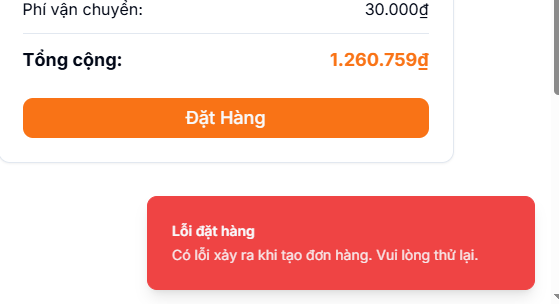 Phí vận chuyển: 30.000₫
Tổng cộng: 1.260.759₫
Đặt Hàng
Lỗi đặt hàng
Có lỗi xảy ra khi tạo đơn hàng. Vui lòng thử lại.